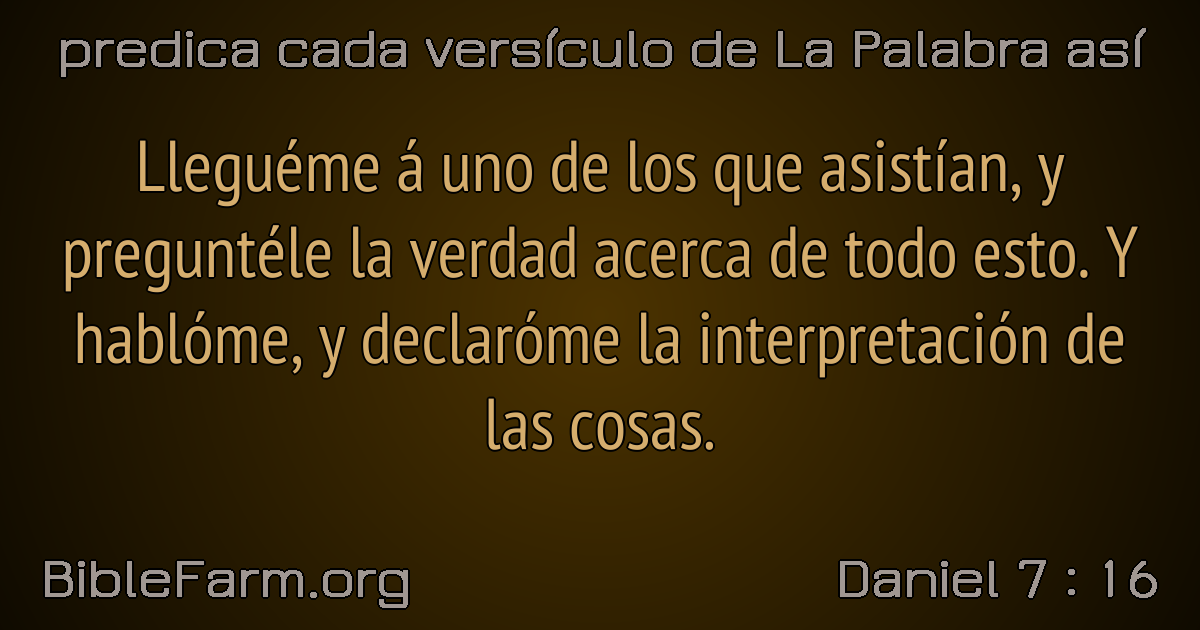 predica cada versículo de La Palabra así
Lleguéme á uno de los que asistían, y
preguntéle la verdad acerca de todo esto. Y
hablóme, y declaróme la interpretación de
las cosas.
BibleFarm.org
Daniel 7 : 16